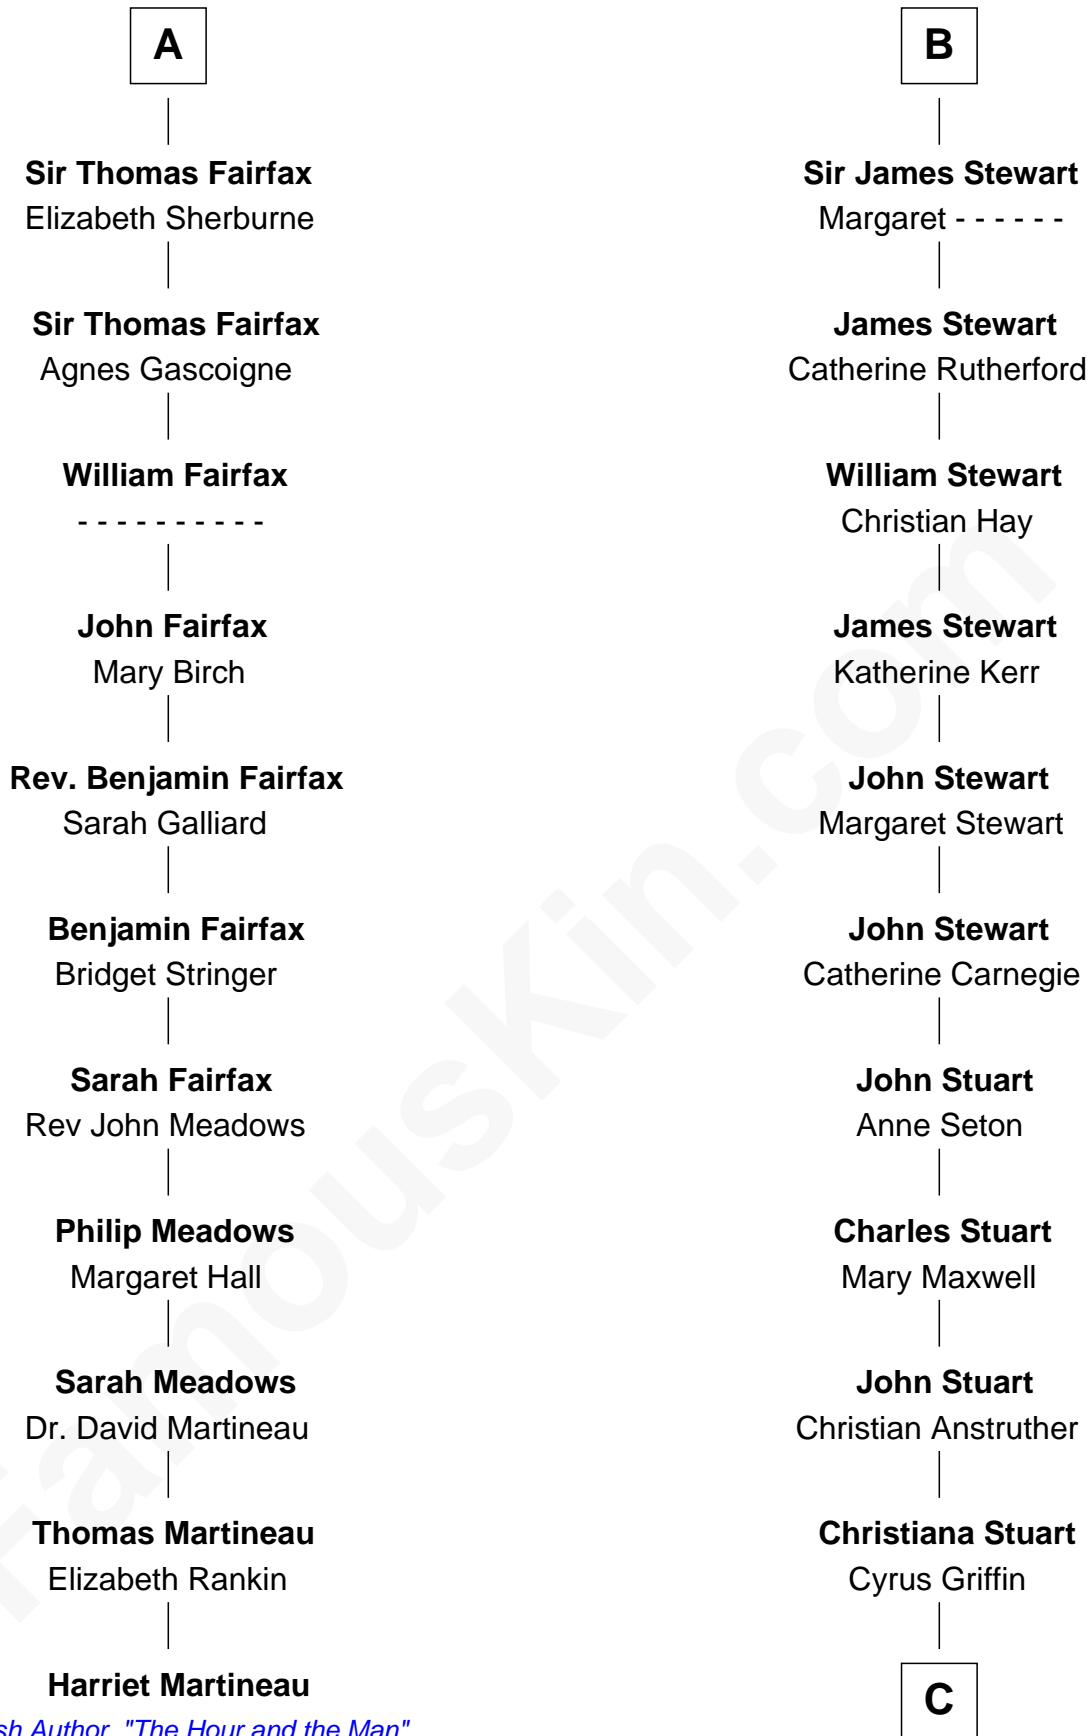 A
Sir Thomas Fairfax
Elizabeth Sherburne
Sir Thomas Fairfax
Agnes Gascoigne
William Fairfax
- - - - - - - - - -
John Fairfax
Mary Birch
Rev. Benjamin Fairfax
Sarah Galliard
Benjamin Fairfax
Bridget Stringer
Sarah Fairfax
Rev John Meadows
Philip Meadows
Margaret Hall
Sarah Meadows
Dr. David Martineau
Thomas Martineau
Elizabeth Rankin
Harriet Martineau
sh Author, "The Hour and the Man"
B
Sir James Stewart
Margaret - - - - - -
James Stewart
Catherine Rutherford
William Stewart
Christian Hay
James Stewart
Katherine Kerr
John Stewart
Margaret Stewart
John Stewart
Catherine Carnegie
John Stuart
Anne Seton
Charles Stuart
Mary Maxwell
John Stuart
Christian Anstruther
Christiana Stuart
Cyrus Griffin
C
FamousKin.com